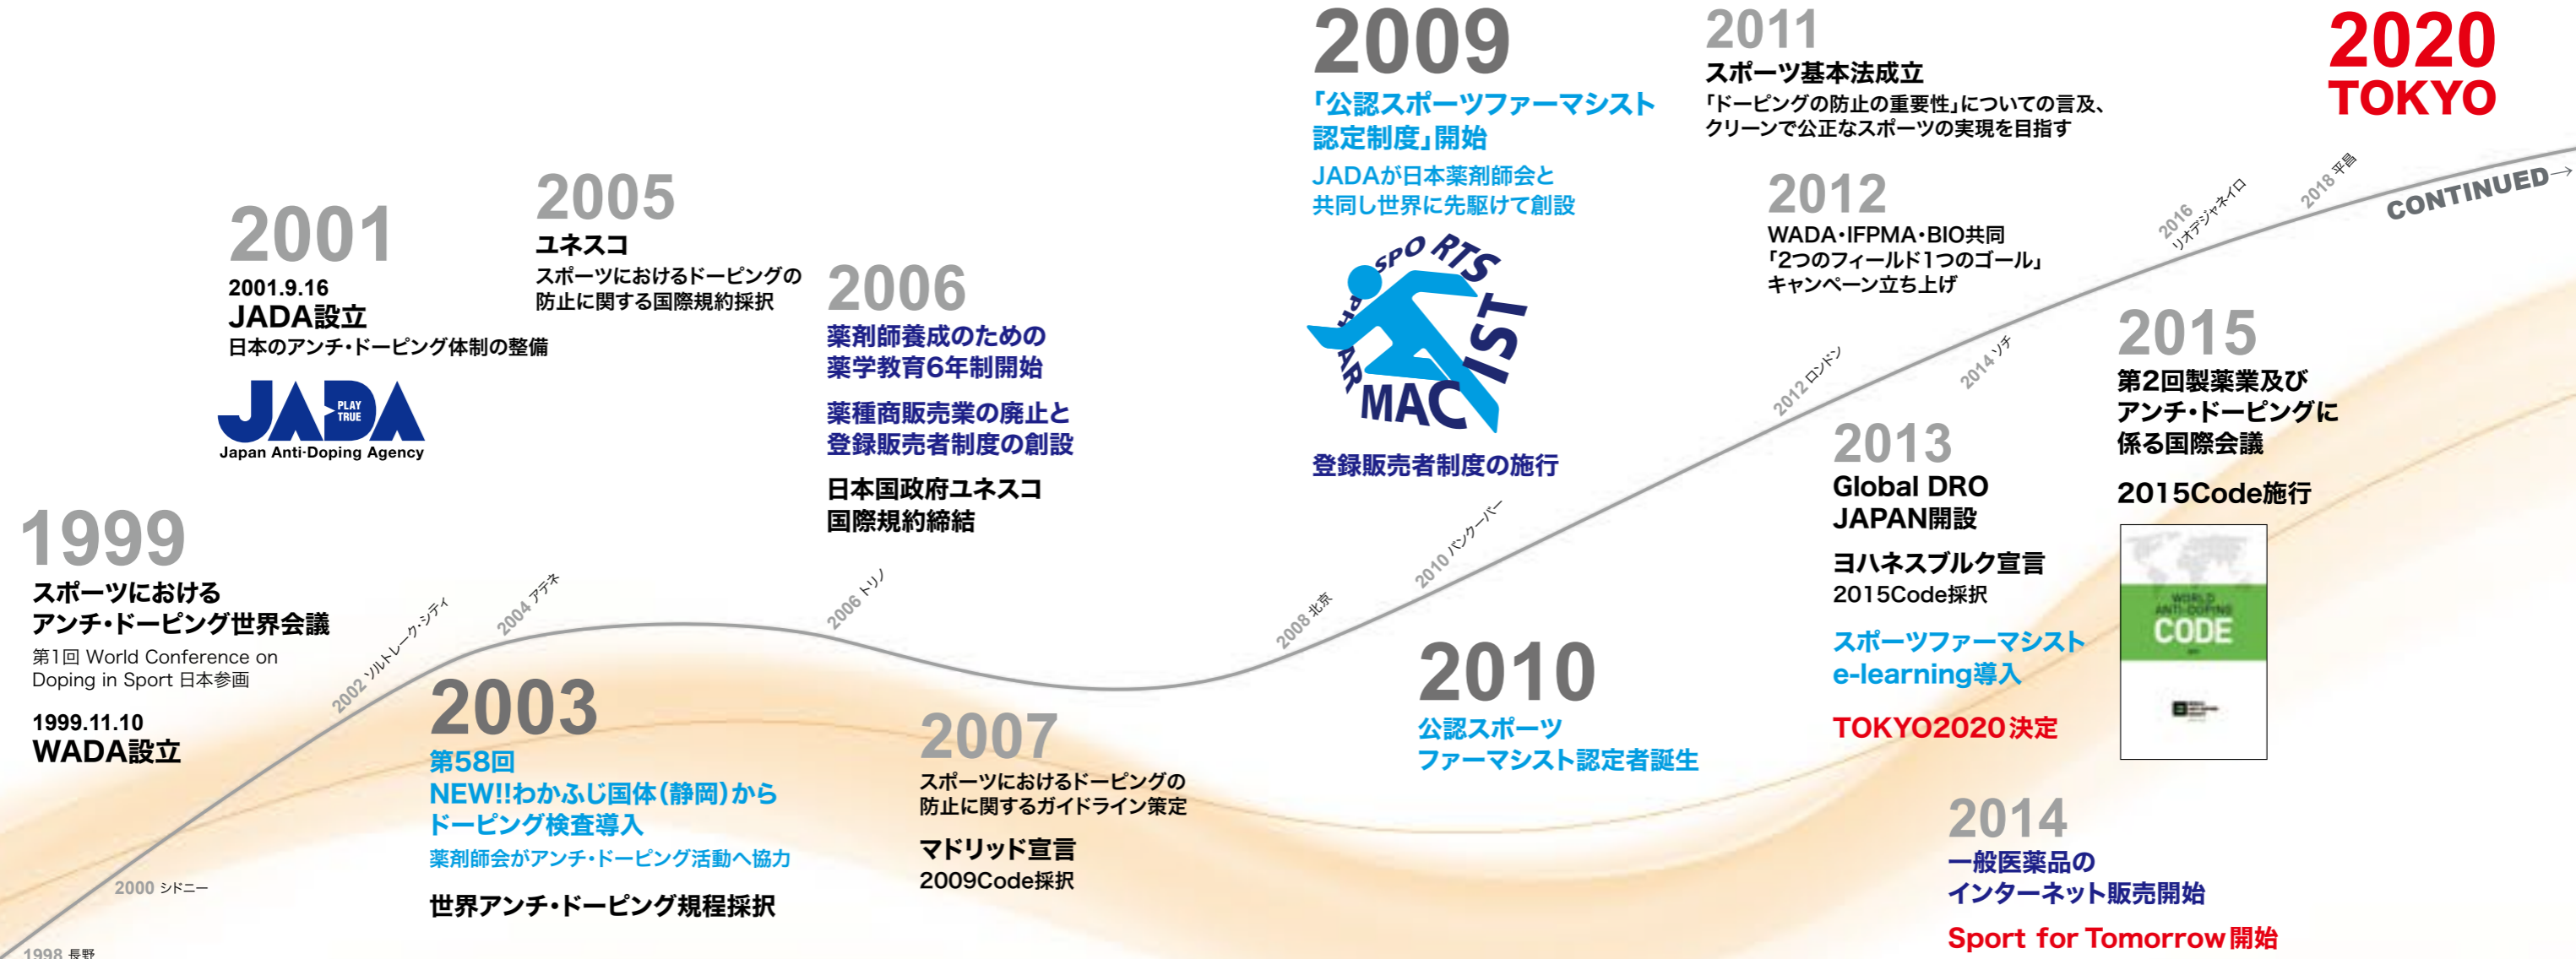 1999
スポーツにおける
アンチ・ドーピング世界会議
第1回 World Conference on
Doping in Sport 日本参画
1999.11.10
WADA設立
2001
2001.9.16
JADA設立
日本のアンチ・ドーピング体制の整備
JADA
PLAY
TRUE
Japan Anti-Doping Agency
2003
第58回
NEW!!わかふじ国体(静岡)から
ドーピング検査導入
薬剤師会がアンチ・ドーピング活動へ協力
世界アンチ・ドーピング規程採択
2005
ユネスコ
スポーツにおけるドーピングの
防止に関する国際規約採択
2006
薬剤師養成のための
薬学教育6年制開始
薬種商販売業の廃止と
登録販売者制度の創設
日本国政府ユネスコ
国際規約締結
2007
スポーツにおけるドーピングの
防止に関するガイドライン策定
マドリッド宣言
2009Code採択
2009
「公認スポーツファーマシスト
認定制度」開始
JADAが日本薬剤師会と
共同し世界に先駆けて創設
SPORTS
PHARMACIST
登録販売者制度の施行
2010
公認スポーツ
ファーマシスト認定者誕生
2011
スポーツ基本法成立
「ドーピングの防止の重要性」についての言及、
クリーンで公正なスポーツの実現を目指す
2012
WADA・IFPMA・BIO共同
「2つのフィールド1つのゴール」
キャンペーン立ち上げ
2013
Global DRO
JAPAN開設
ヨハネスブルク宣言
2015Code採択
スポーツファーマシスト
e-learning導入
TOKYO2020決定
2014
一般医薬品の
インターネット販売開始
Sport for Tomorrow開始
2015
第2回製薬業及び
アンチ・ドーピングに
係る国際会議
2015Code施行
WORLD
ANTI-DOPING
CODE
2020
TOKYO
1998 長野
2000 シドニー
2002 ソルトレーク・シティ
2004 アテネ
2006 トリノ
2008 北京
2010 バンクーバー
2012 ロンドン
2014 ソチ
2016
リオデジャネイロ
2018 平昌
CONTINUED→